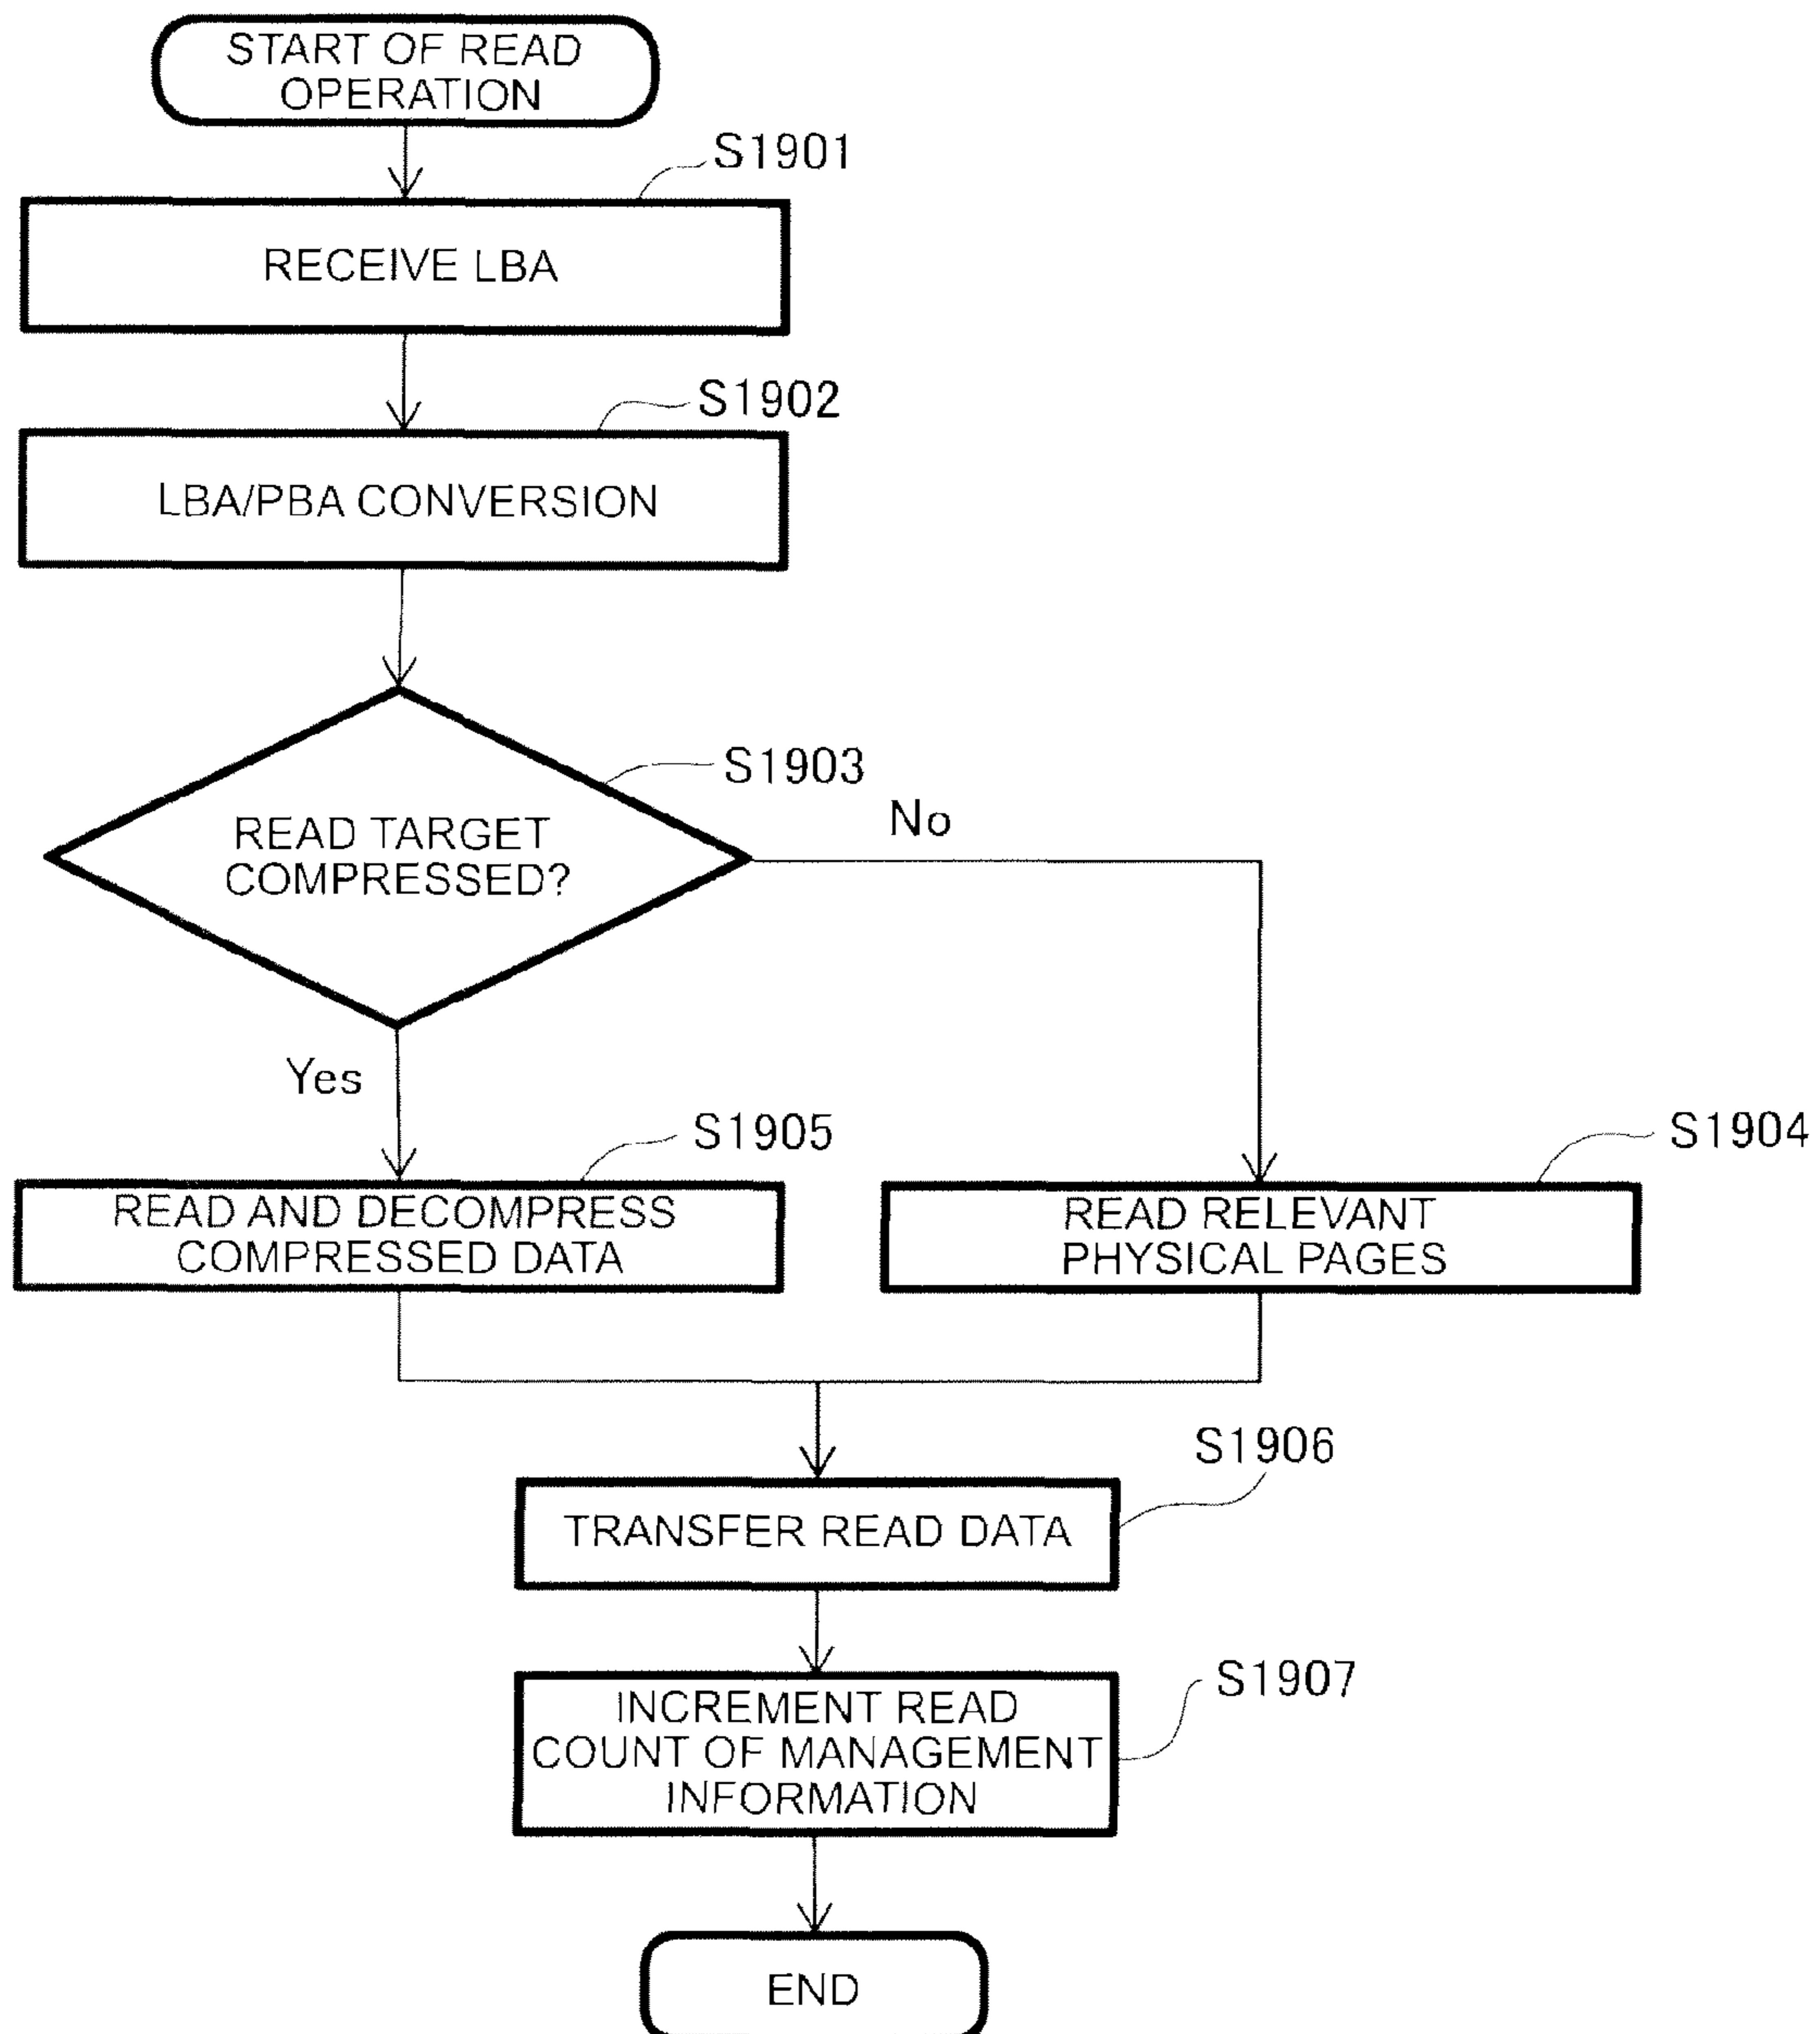 START OF READ
OPERATION
S1901
RECEIVE LBA
S1902
LBA/PBA CONVERSION
S1903
READ TARGET
COMPRESSED?
No
Yes
S1905
READ AND DECOMPRESS
COMPRESSED DATA
S1904
READ RELEVANT
PHYSICAL PAGES
S1906
TRANSFER READ DATA
S1907
INCREMENT READ
COUNT OF MANAGEMENT
INFORMATION
END